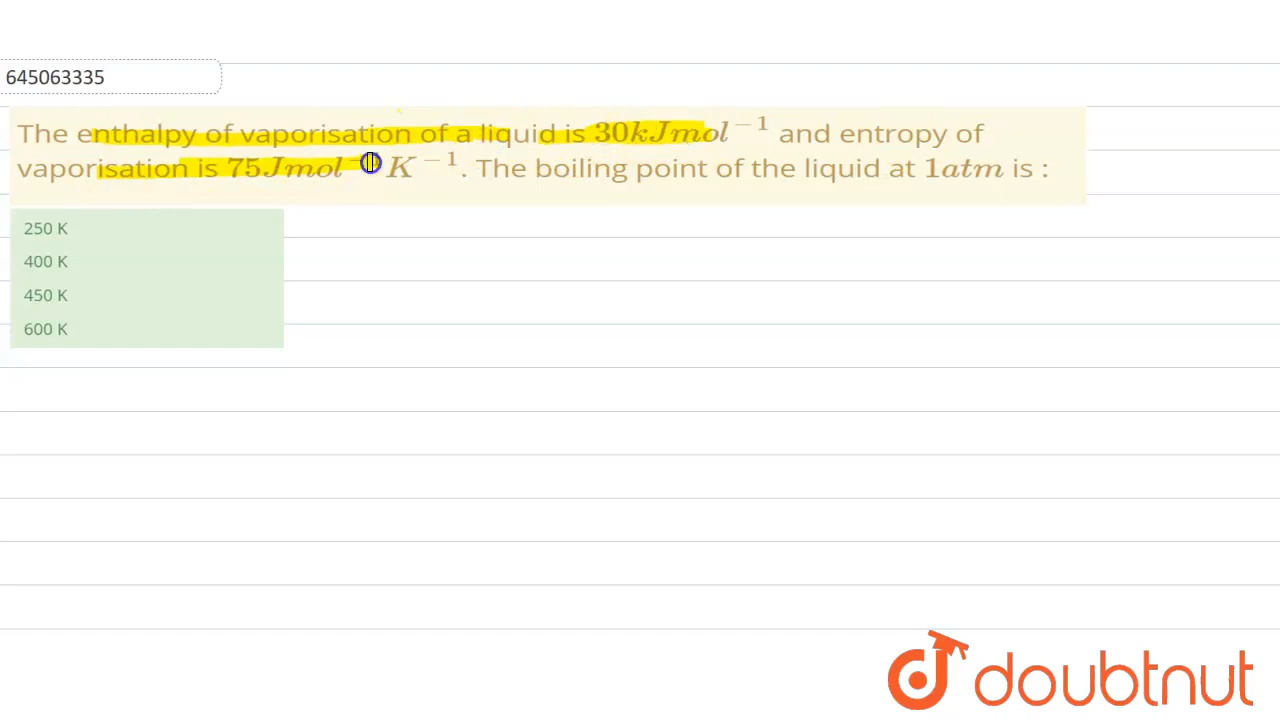 645063335
The enthalpy of vaporisation of a liquid is 30kJmol⁻¹ and entropy of
vaporisation is 75Jmol⁻ K⁻¹. The boiling point of the liquid at 1atm is :
250 K
400 K
450 K
600 K
doubtnut